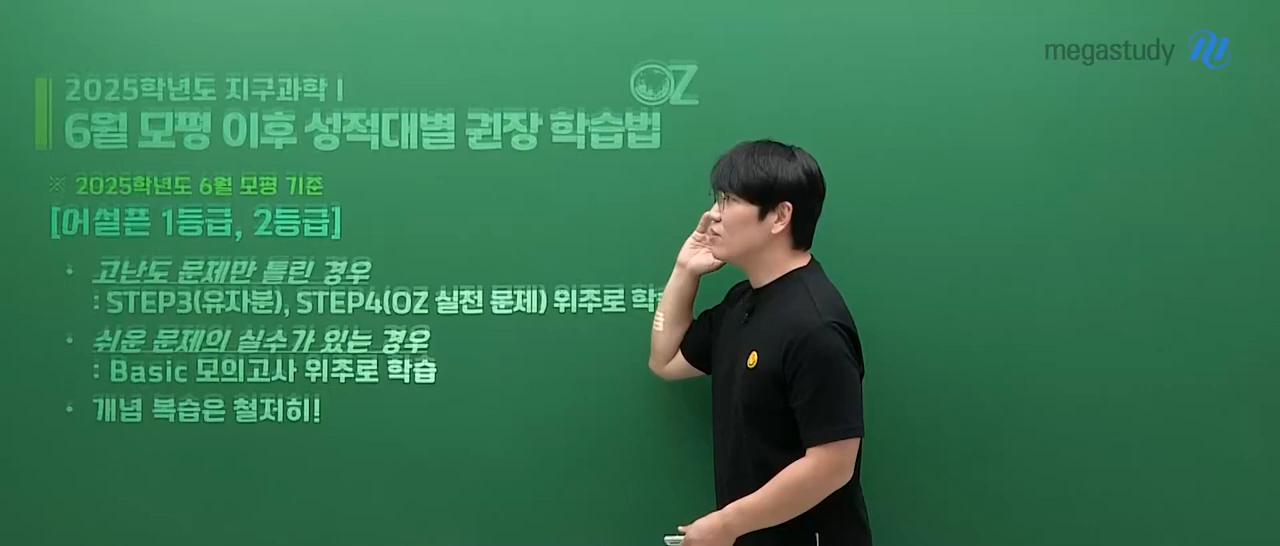 megastudy
2025학년도 지구과학 I
OZ
6월 모평 이후 성적대별 권장 학습법
※ 2025학년도 6월 모평 기준
[어설픈 1등급, 2등급]
• 고난도 문제만 틀린 경우
: STEP3(유자분), STEP4(OZ 실전 문제) 위주로 학
• 쉬운 문제의 실수가 있는 경우
: Basic 모의고사 위주로 학습
• 개념 복습은 철저히!